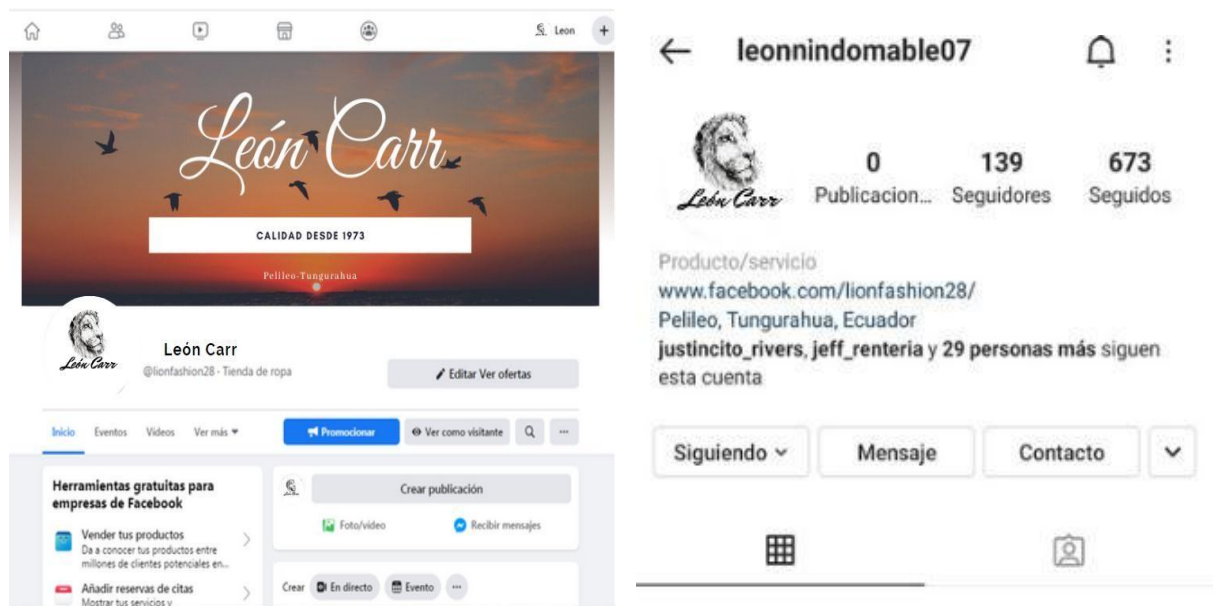 Leon
León Carr
CALIDAD DESDE 1973
Pelileo-Tungurahua
León Carr
León Carr
@lionfashion28 - Tienda de ropa
Editar Ver ofertas
Inicio Eventos Videos Ver más
Promocionar
Ver como visitante
Herramientas gratuitas para
empresas de Facebook
Vender tus productos
Da a conocer tus productos entre
millones de clientes potenciales en...
Añadir reservas de citas
Mostrar tus servicios y
Crear publicación
Foto/video Recibir mensajes
Crear En directo Evento
leonnindomable07
León Carr
0 139 673
Publicacion... Seguidores Seguidos
Producto/servicio
www.facebook.com/lionfashion28/
Pelileo, Tungurahua, Ecuador
justincito_rivers, jeff_renteria y 29 personas más siguen
esta cuenta
Siguiendo Mensaje Contacto